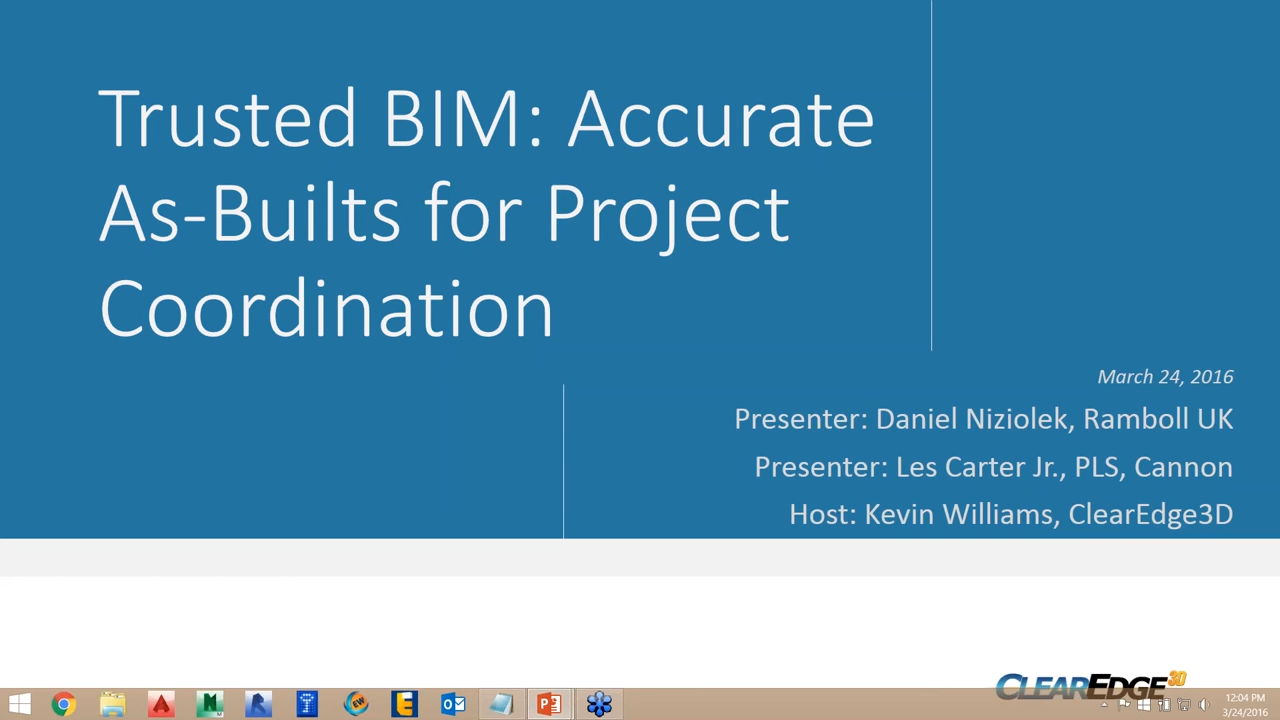 Trusted BIM: Accurate
As-Builts for Project
Coordination
March 24, 2016
Presenter: Daniel Niziolek, Ramboll UK
Presenter: Les Carter Jr., PLS, Cannon
Host: Kevin Williams, ClearEdge3D
CLEAREDGE3D
12:04 PM
3/24/2016